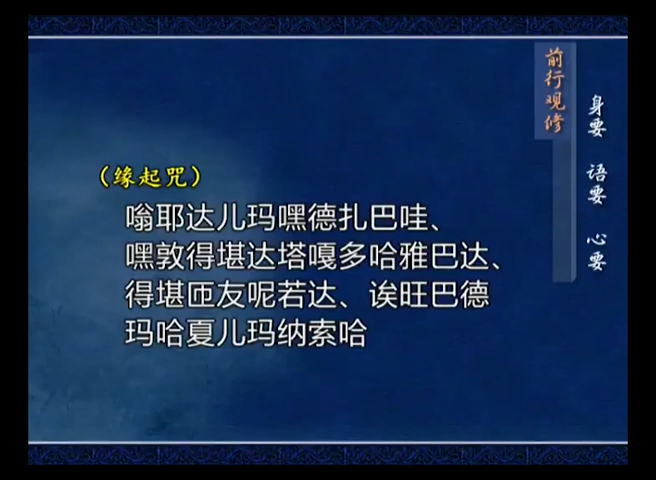 前行观修
身要 语要 心要
（缘起咒）
嗡耶达儿玛嘿德扎巴哇、
嘿敦得堪达塔嘎多哈雅巴达、
得堪匝友呢若达、诶旺巴德
玛哈夏儿玛纳索哈